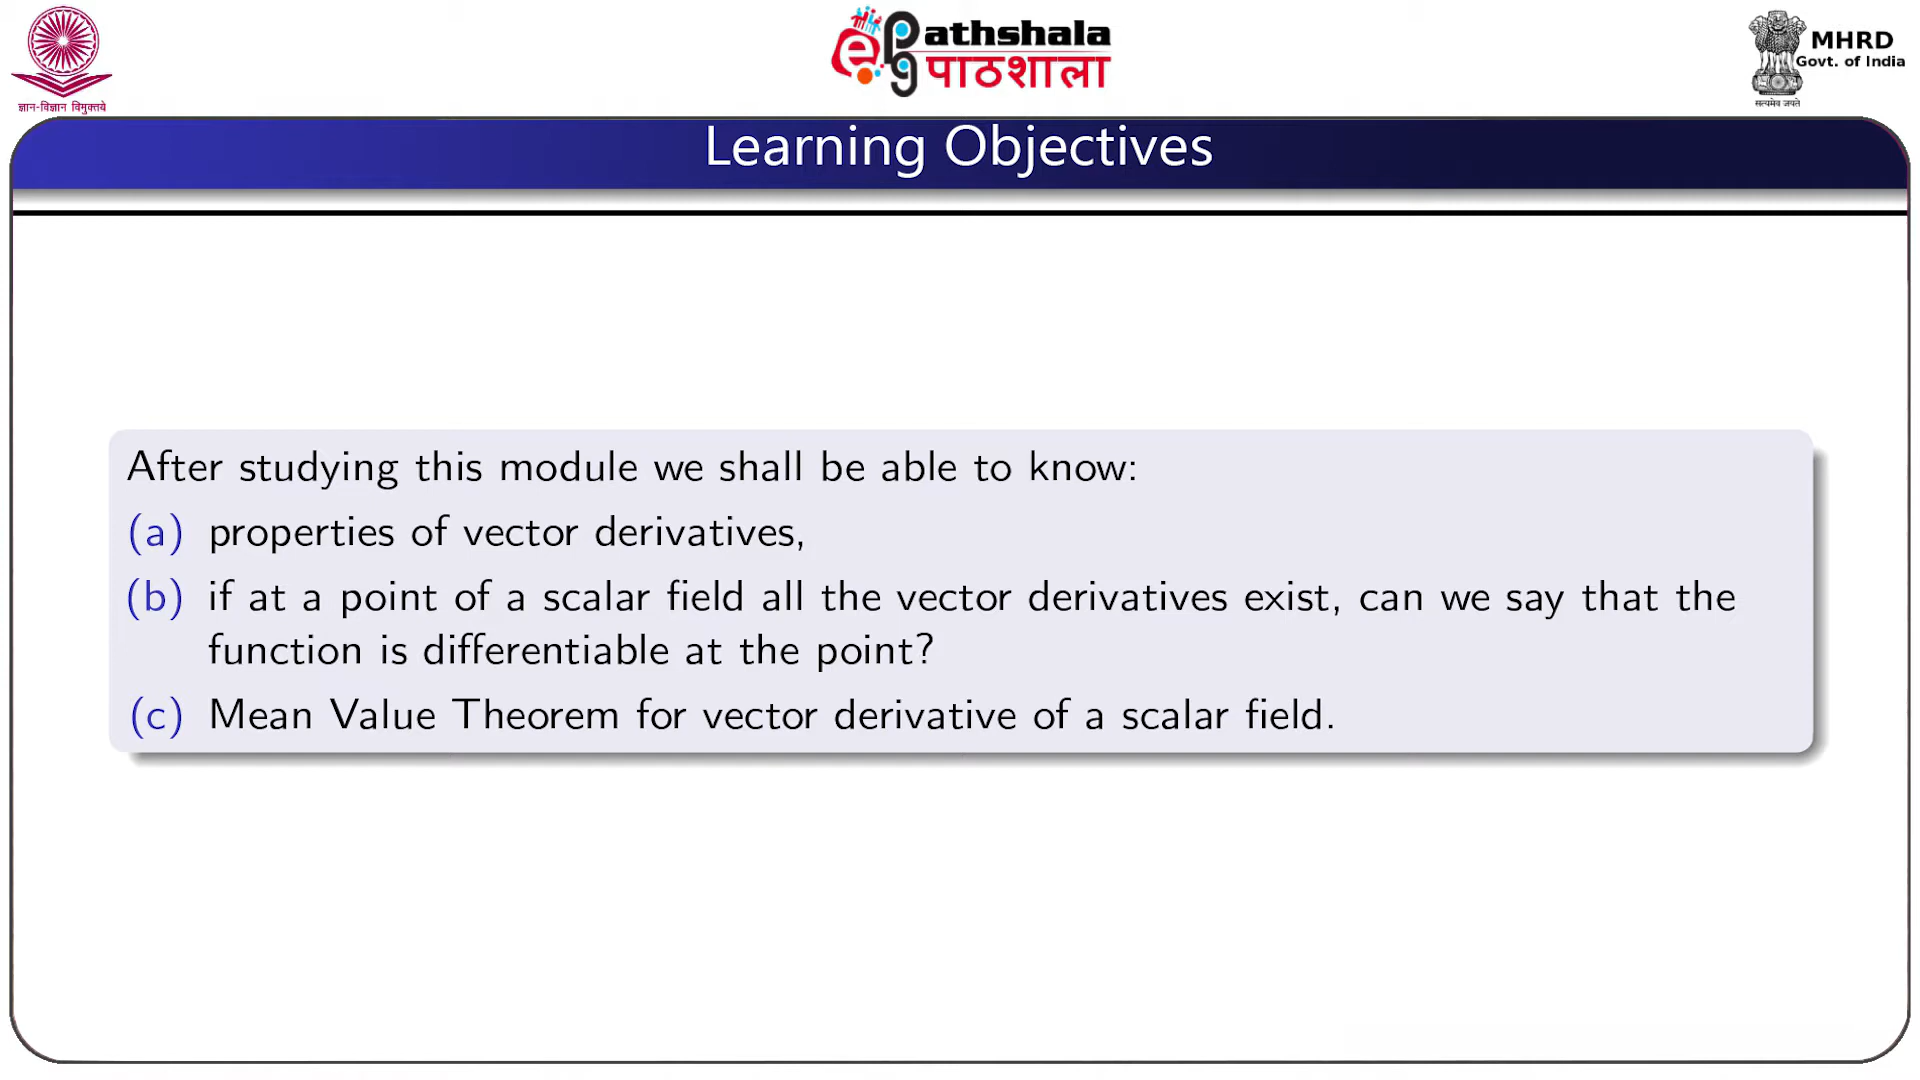 ज्ञान-विज्ञान विमुक्तये
ePG Pathshala
पाठशाला
MHRD
Govt. of India
सत्यमेव जयते
Learning Objectives
After studying this module we shall be able to know:
(a) properties of vector derivatives,
(b) if at a point of a scalar field all the vector derivatives exist, can we say that the
function is differentiable at the point?
(c) Mean Value Theorem for vector derivative of a scalar field.